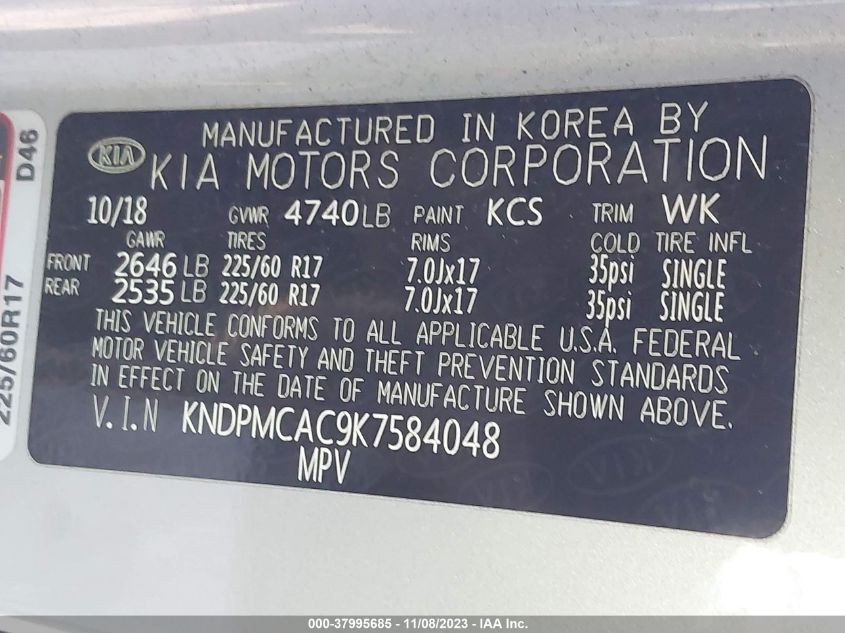 MANUFACTURED IN KOREA BY
KIA KIA MOTORS CORPORATION
10/18 GVWR 4740LB PAINT KCS TRIM WK
GAWR TIRES RIMS COLD TIRE INFL
FRONT 2646 LB 225/60 R17 7.0Jx17 35psi SINGLE
REAR 2535 LB 225/60 R17 7.0Jx17 35psi SINGLE
THIS VEHICLE CONFORMS TO ALL APPLICABLE U.S.A. FEDERAL
MOTOR VEHICLE SAFETY AND THEFT PREVENTION STANDARDS
IN EFFECT ON THE DATE OF MANUFACTURE SHOWN ABOVE.
V.I.N KNDPMCAC9K7584048
MPV
D46
225/60R17
000-37995685 - 11/08/2023 - IAA Inc.